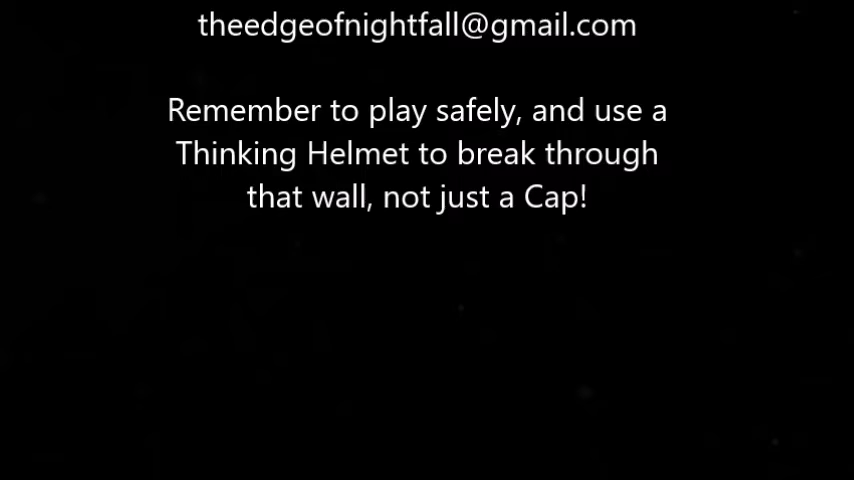 theedgeofnightfall@gmail.com
Remember to play safely, and use a
Thinking Helmet to break through
that wall, not just a Cap!